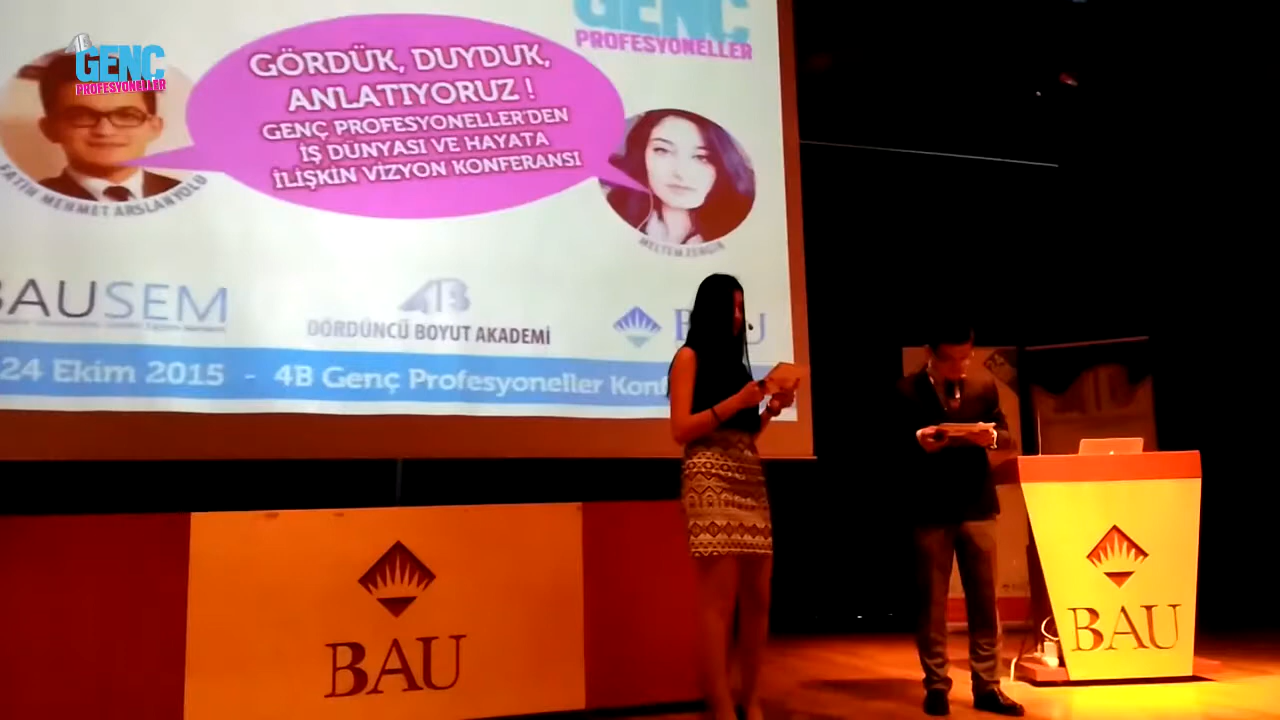 GENÇ
PROFESYONELLER
GENÇ
PROFESYONELLER
GÖRDÜK, DUYDUK,
ANLATIYORUZ !
GENÇ PROFESYONELLER'DEN
İŞ DÜNYASI VE HAYATA
İLİŞKİN VİZYON KONFERANSI
FATİH MEHMET ARSLANYOLU
MELTEM ZENGİN
BAUSEM
4B
DÖRDÜNCÜ BOYUT AKADEMİ
BAU
24 Ekim 2015 - 4B Genç Profesyoneller Konf
BAU
BAU